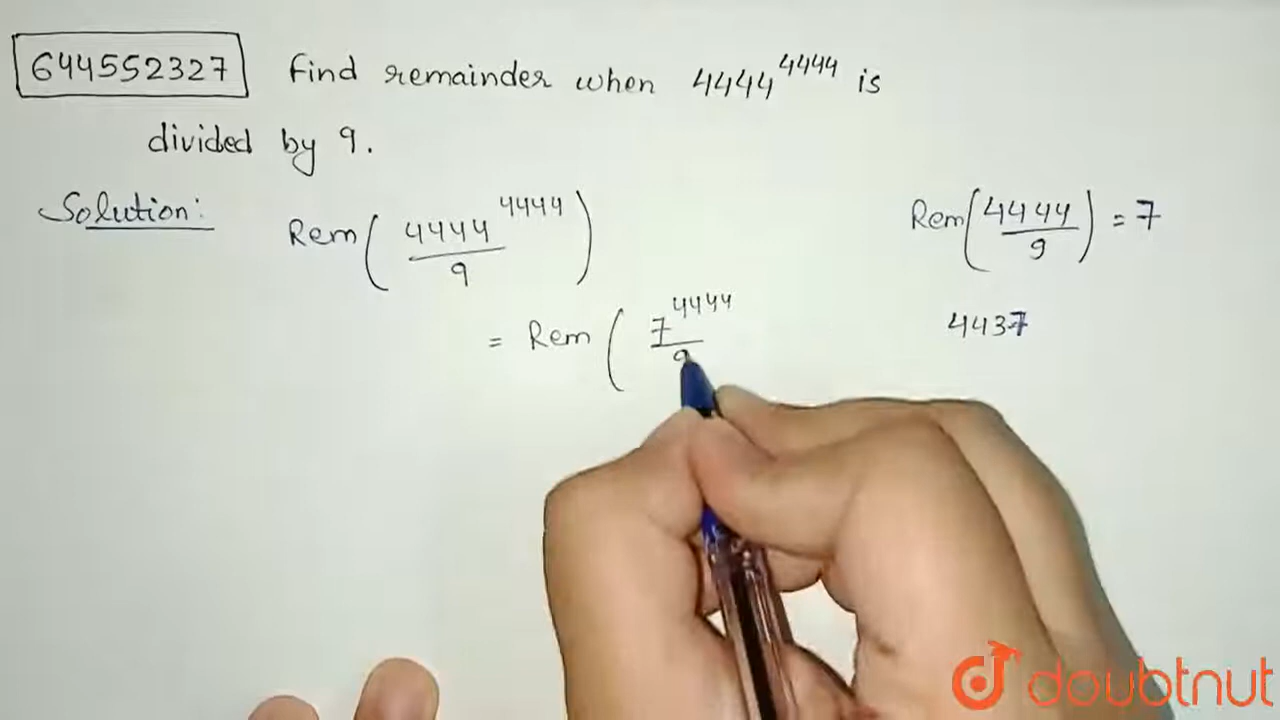 644552327 Find remainder when 4444^4444 is
divided by 9.
Solution: Rem(4444^4444/9) Rem(4444/9) = 7
= Rem(7^4444/9 4437
doubtnut